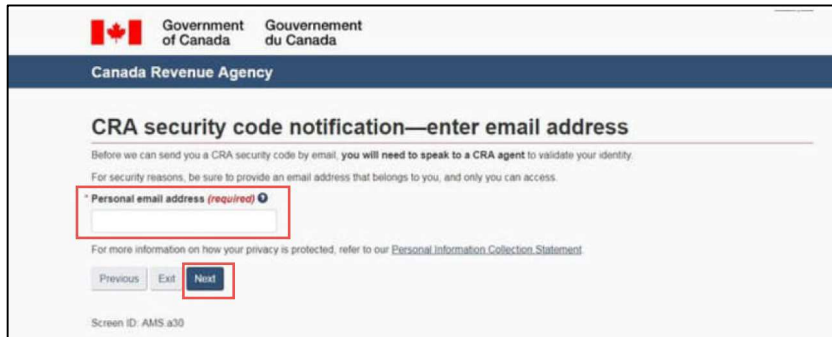 Government Gouvernement
of Canada du Canada
Canada Revenue Agency
CRA security code notification—enter email address
Before we can send you a CRA security code by email, you will need to speak to a CRA agent to validate your identity.
For security reasons, be sure to provide an email address that belongs to you, and only you can access.
* Personal email address (required) ?
For more information on how your privacy is protected, refer to our Personal Information Collection Statement.
Previous Exit Next
Screen ID: AMS.a30